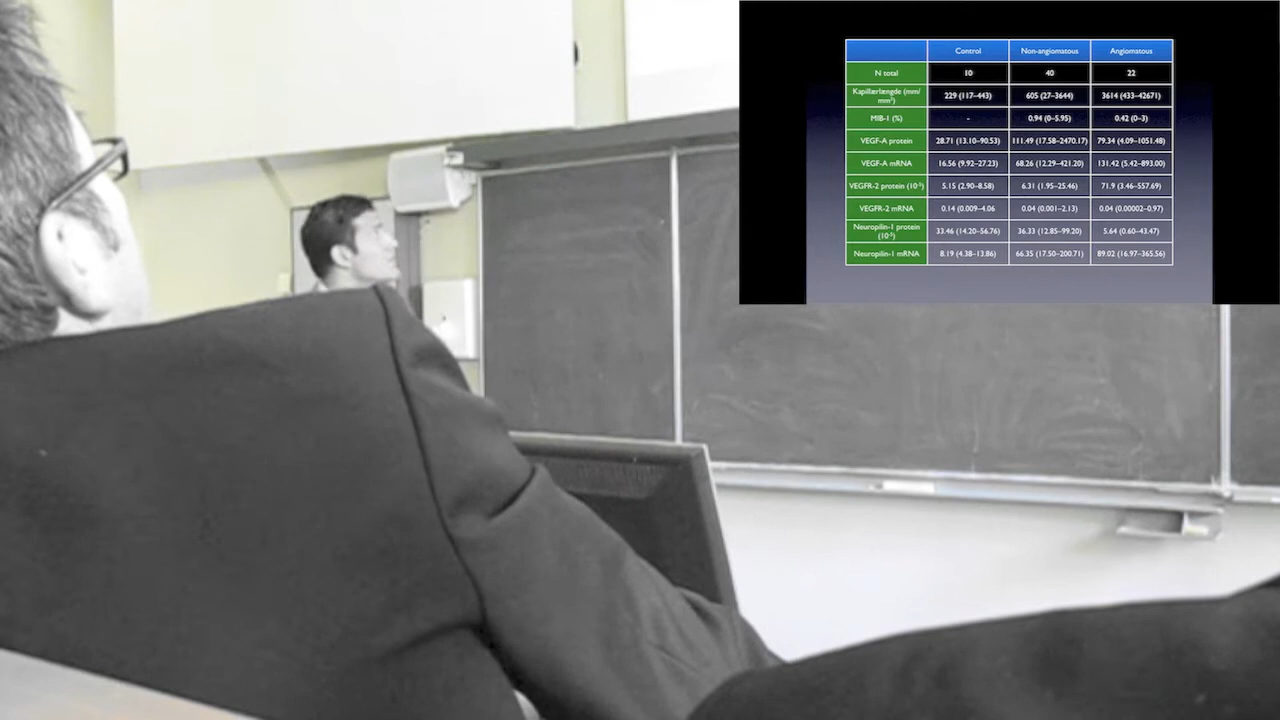 Control Non-angiomatous Angiomatous
N total 10 40 22
Kapillærlængde (mm/
mm³) 229 (117–443) 605 (27–3644) 3614 (433–42671)
MIB-1 (%) - 0.94 (0–5.95) 0.42 (0–3)
VEGF-A protein 28.71 (13.10–90.53) 111.49 (17.58–2470.17) 79.34 (4.09–1051.48)
VEGF-A mRNA 16.56 (9.92–27.23) 68.26 (12.29–421.20) 131.42 (5.42–893.00)
VEGFR-2 protein (10⁻³) 5.15 (2.90–8.58) 6.31 (1.95–25.46) 71.9 (3.46–557.69)
VEGFR-2 mRNA 0.14 (0.009–4.06 0.04 (0.001–2.13) 0.04 (0.00002–0.97)
Neuropilin-1 protein
(10⁻³) 33.46 (14.20–56.76) 36.33 (12.85–99.20) 5.64 (0.60–43.47)
Neuropilin-1 mRNA 8.19 (4.38–13.86) 66.35 (17.50–200.71) 89.02 (16.97–365.56)